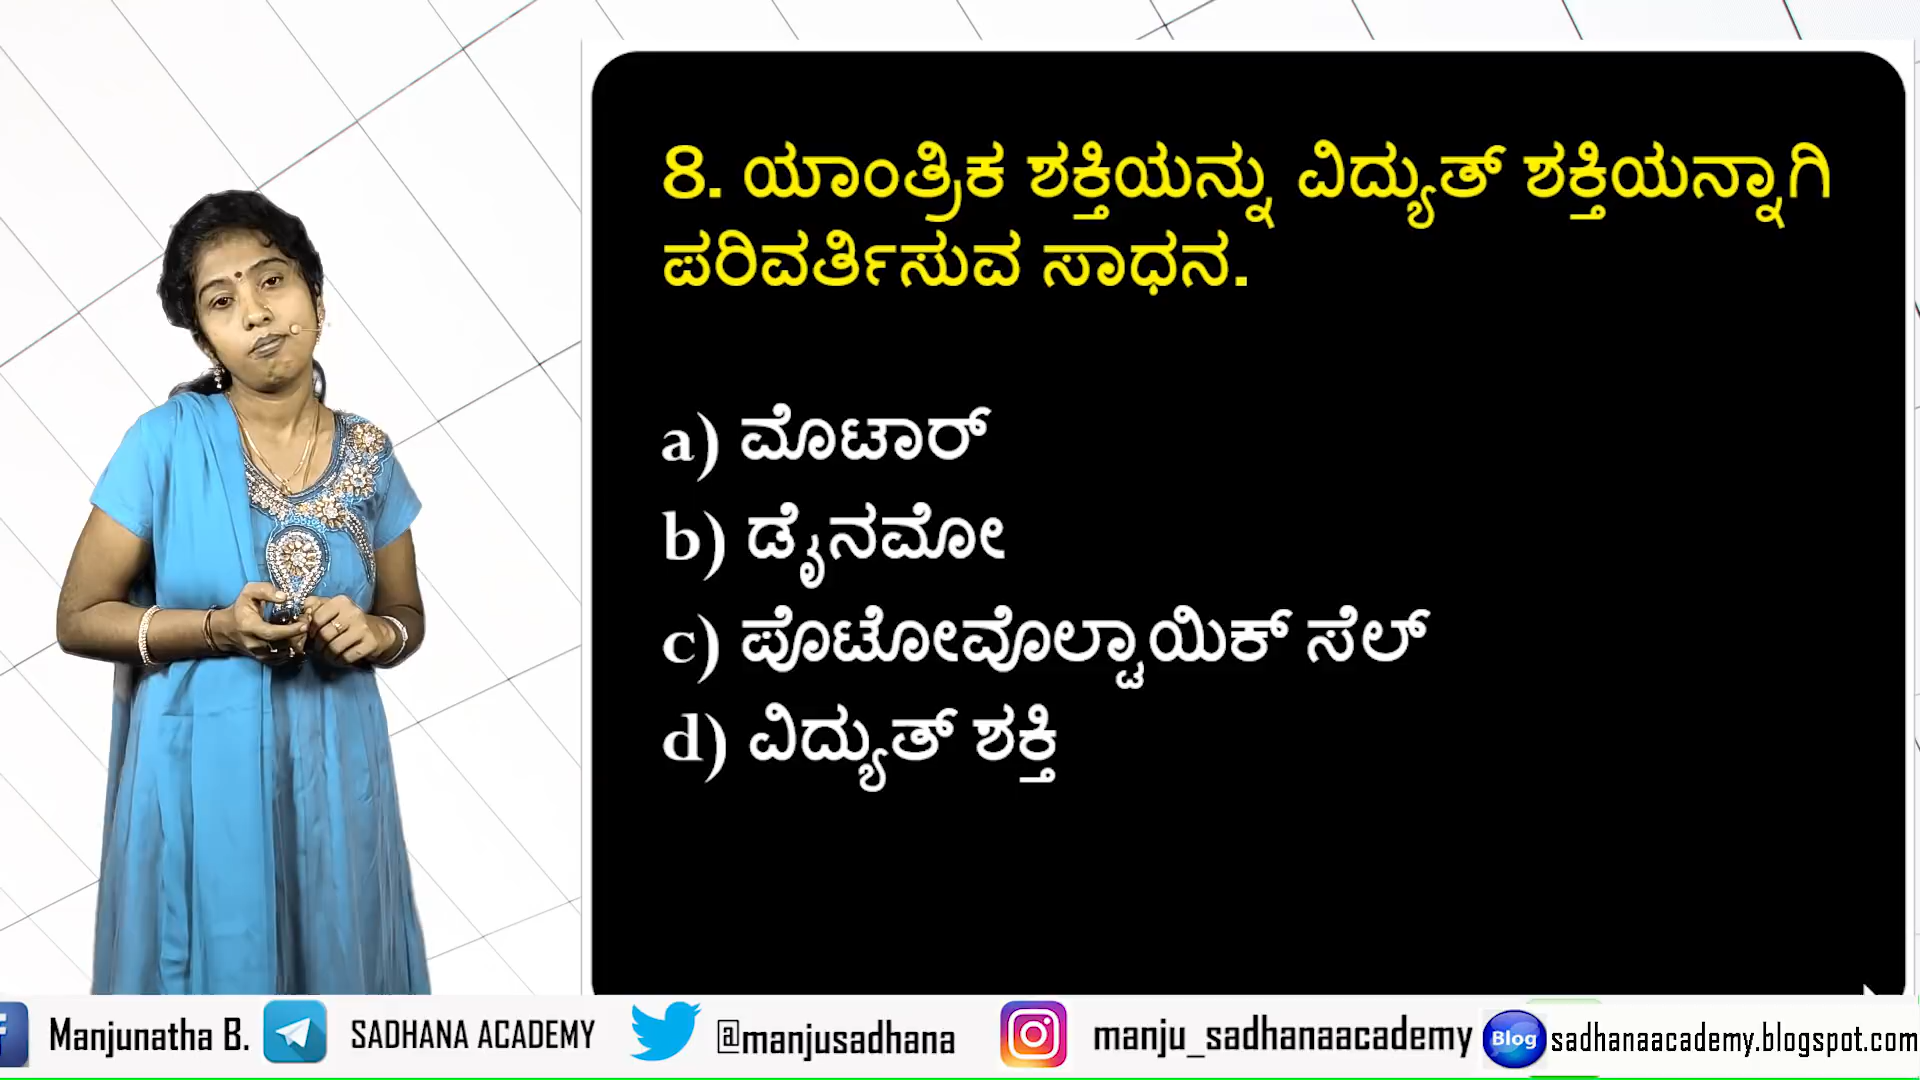 8. ಯಾಂತ್ರಿಕ ಶಕ್ತಿಯನ್ನು ವಿದ್ಯುತ್ ಶಕ್ತಿಯನ್ನಾಗಿ
ಪರಿವರ್ತಿಸುವ ಸಾಧನ.
a) ಮೊಟಾರ್
b) ಡೈನಮೋ
c) ಪೊಟೋವೊಲ್ಟಾಯಿಕ್ ಸೆಲ್
d) ವಿದ್ಯುತ್ ಶಕ್ತಿ
Manjunatha B. SADHANA ACADEMY @manjusadhana manju_sadhanaacademy Blog sadhanaacademy.blogspot.com